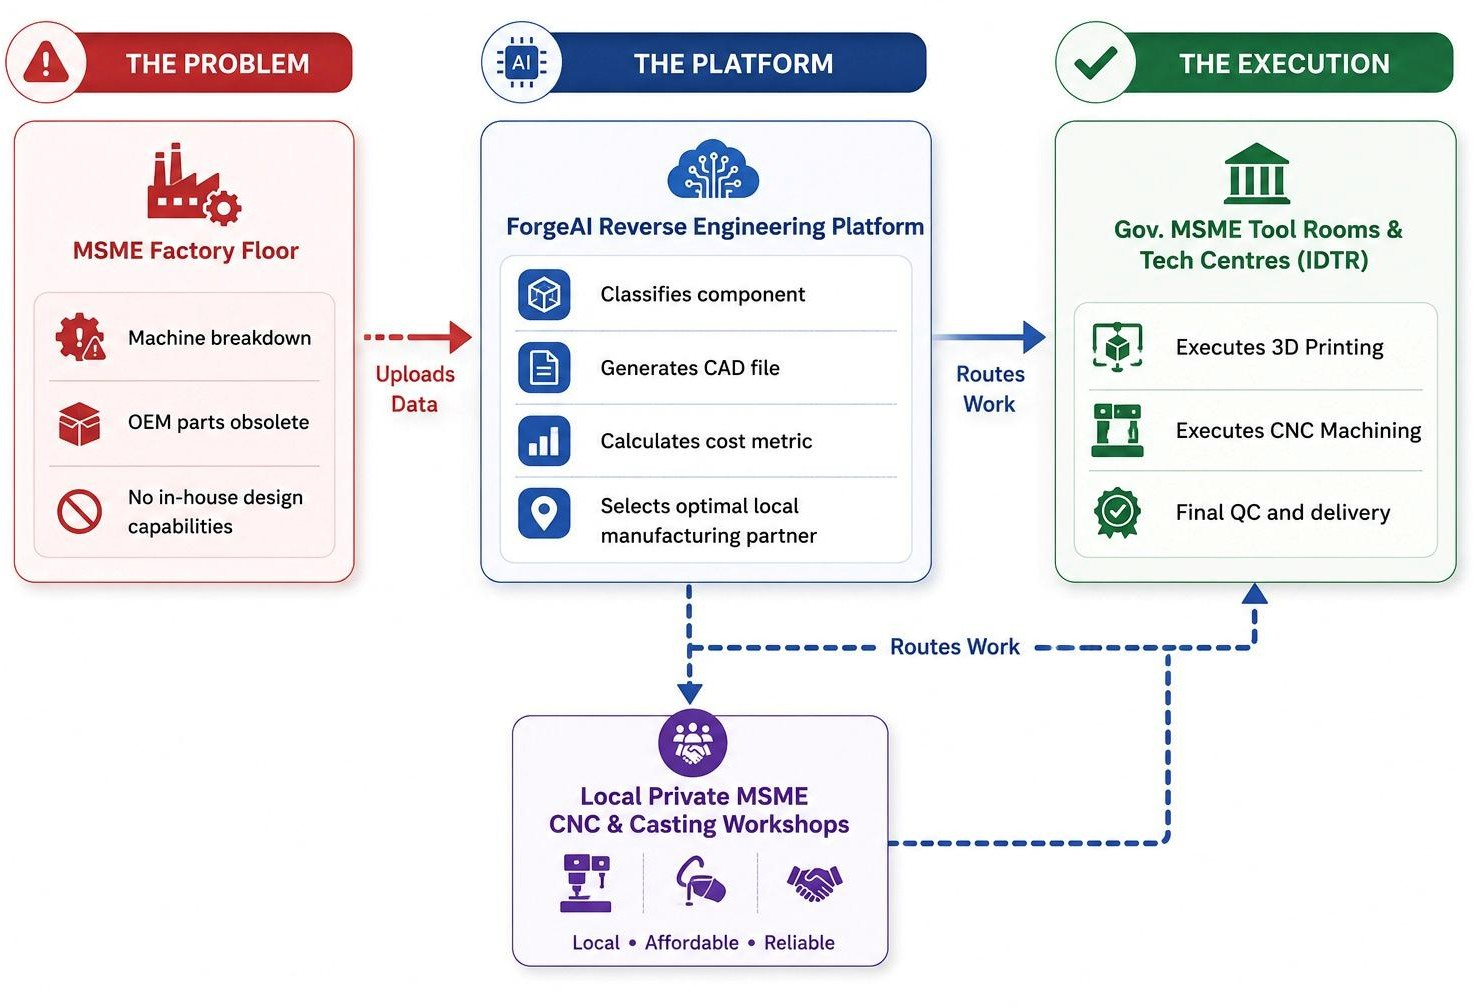 THE PROBLEM
MSME Factory Floor
Machine breakdown
OEM parts obsolete
No in-house design
capabilities
Uploads
Data
AI
THE PLATFORM
ForgeAI Reverse Engineering Platform
Classifies component
Generates CAD file
Calculates cost metric
Selects optimal local
manufacturing partner
Routes
Work
THE EXECUTION
Gov. MSME Tool Rooms &
Tech Centres (IDTR)
Executes 3D Printing
Executes CNC Machining
Final QC and delivery
Routes Work
Local Private MSME
CNC & Casting Workshops
Local • Affordable • Reliable